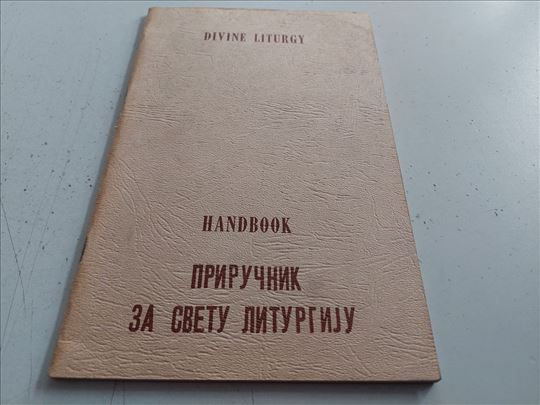 DIVINE LITURGY
HANDBOOK
ПРИРУЧНИК
ЗА СВЕТУ ЛИТУРГИЈУ